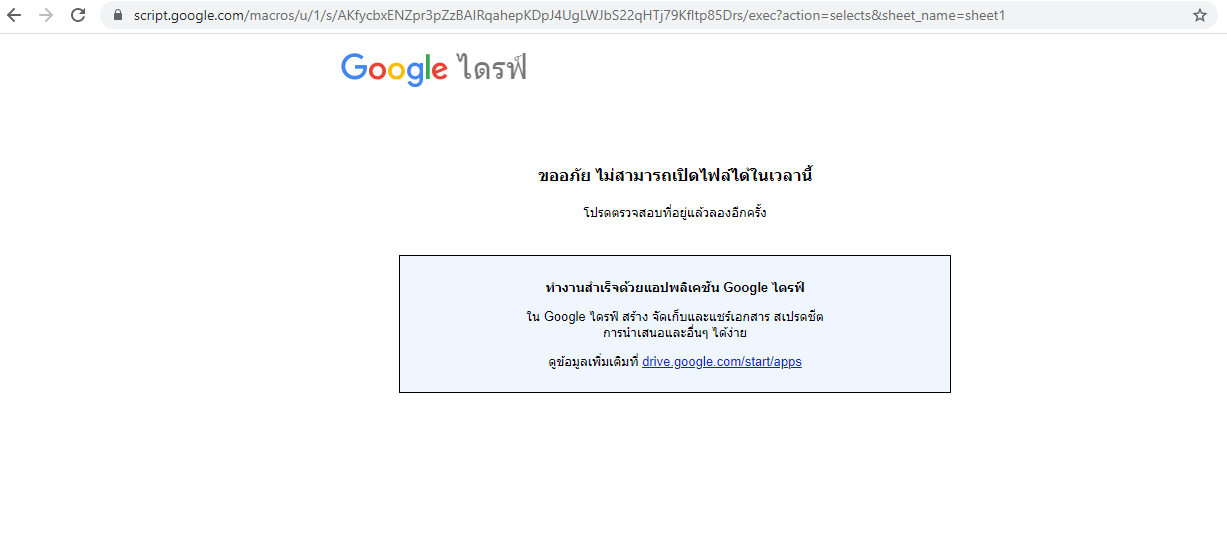 script.google.com/macros/u/1/s/AKfycbxENZpr3pZzBAIRqahepKDpJ4UgLWJbS22qHTj79Kfltp85Drs/exec?action=selects&sheet_name=sheet1
Google ไดรฟ์
ขออภัย ไม่สามารถเปิดไฟล์ได้ในเวลานี้
โปรดตรวจสอบที่อยู่แล้วลองอีกครั้ง
ทำงานสำเร็จด้วยแอปพลิเคชัน Google ไดรฟ์
ใน Google ไดรฟ์ สร้าง จัดเก็บและแชร์เอกสาร สเปรดชีต
การนำเสนอและอื่นๆ ได้ง่าย
ดูข้อมูลเพิ่มเติมที่ drive.google.com/start/apps